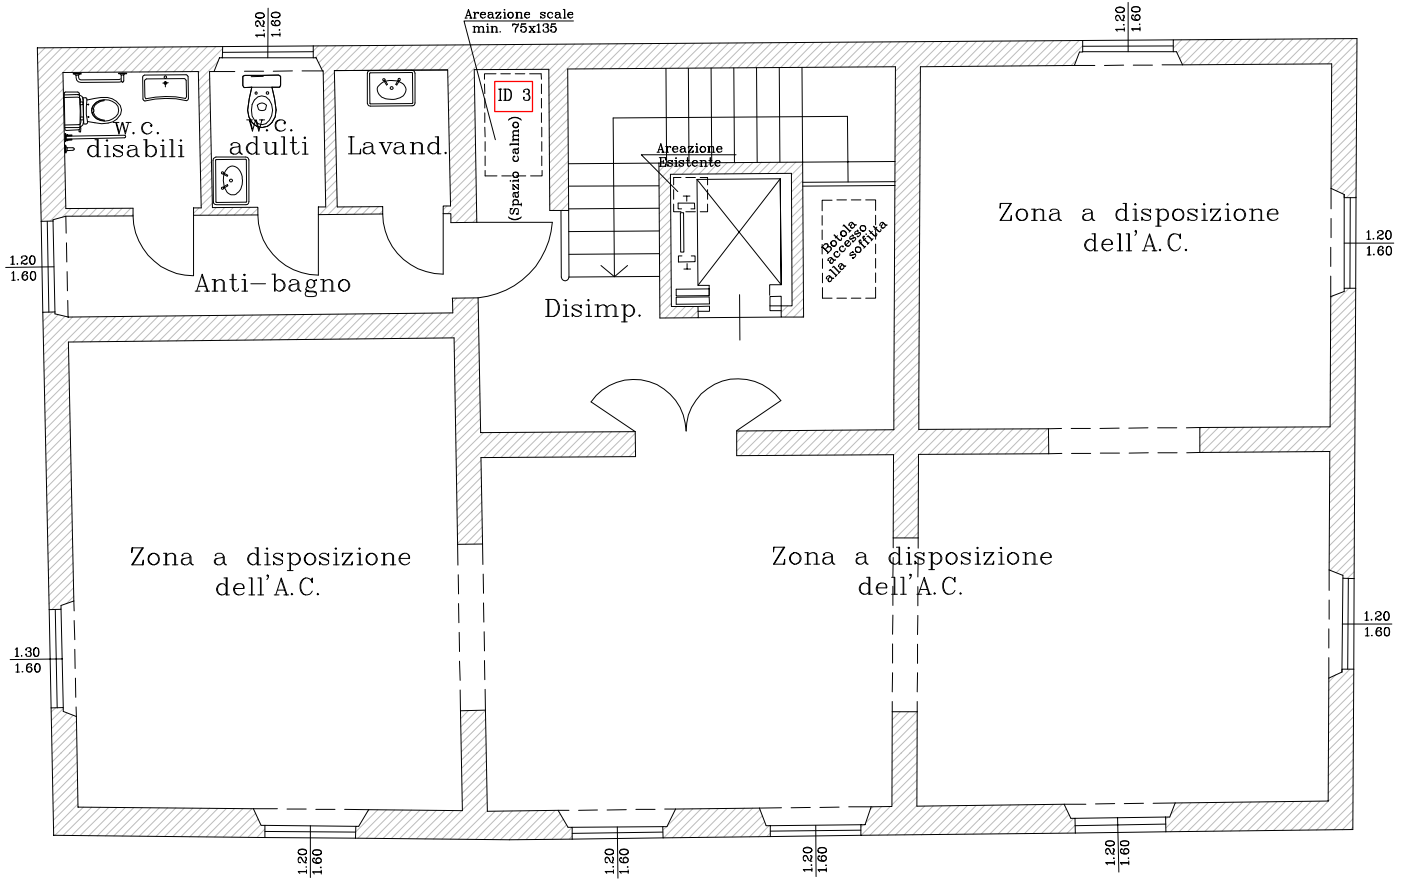 1.20
1.60
Areazione scale
min. 75x135
1.20
1.60
ID 3
(Spazio calmo)
w.c.
disabili
w.c.
adulti
Lavand.
Areazione
Esistente
Zona a disposizione
dell'A.C.
Botola
accesso
alla soffitta
1.20
1.60
1.20
1.60
Anti-bagno
Disimp.
Zona a disposizione
dell'A.C.
Zona a disposizione
dell'A.C.
1.20
1.60
1.30
1.60
1.20
1.60
1.20
1.60
1.20
1.60
1.20
1.60